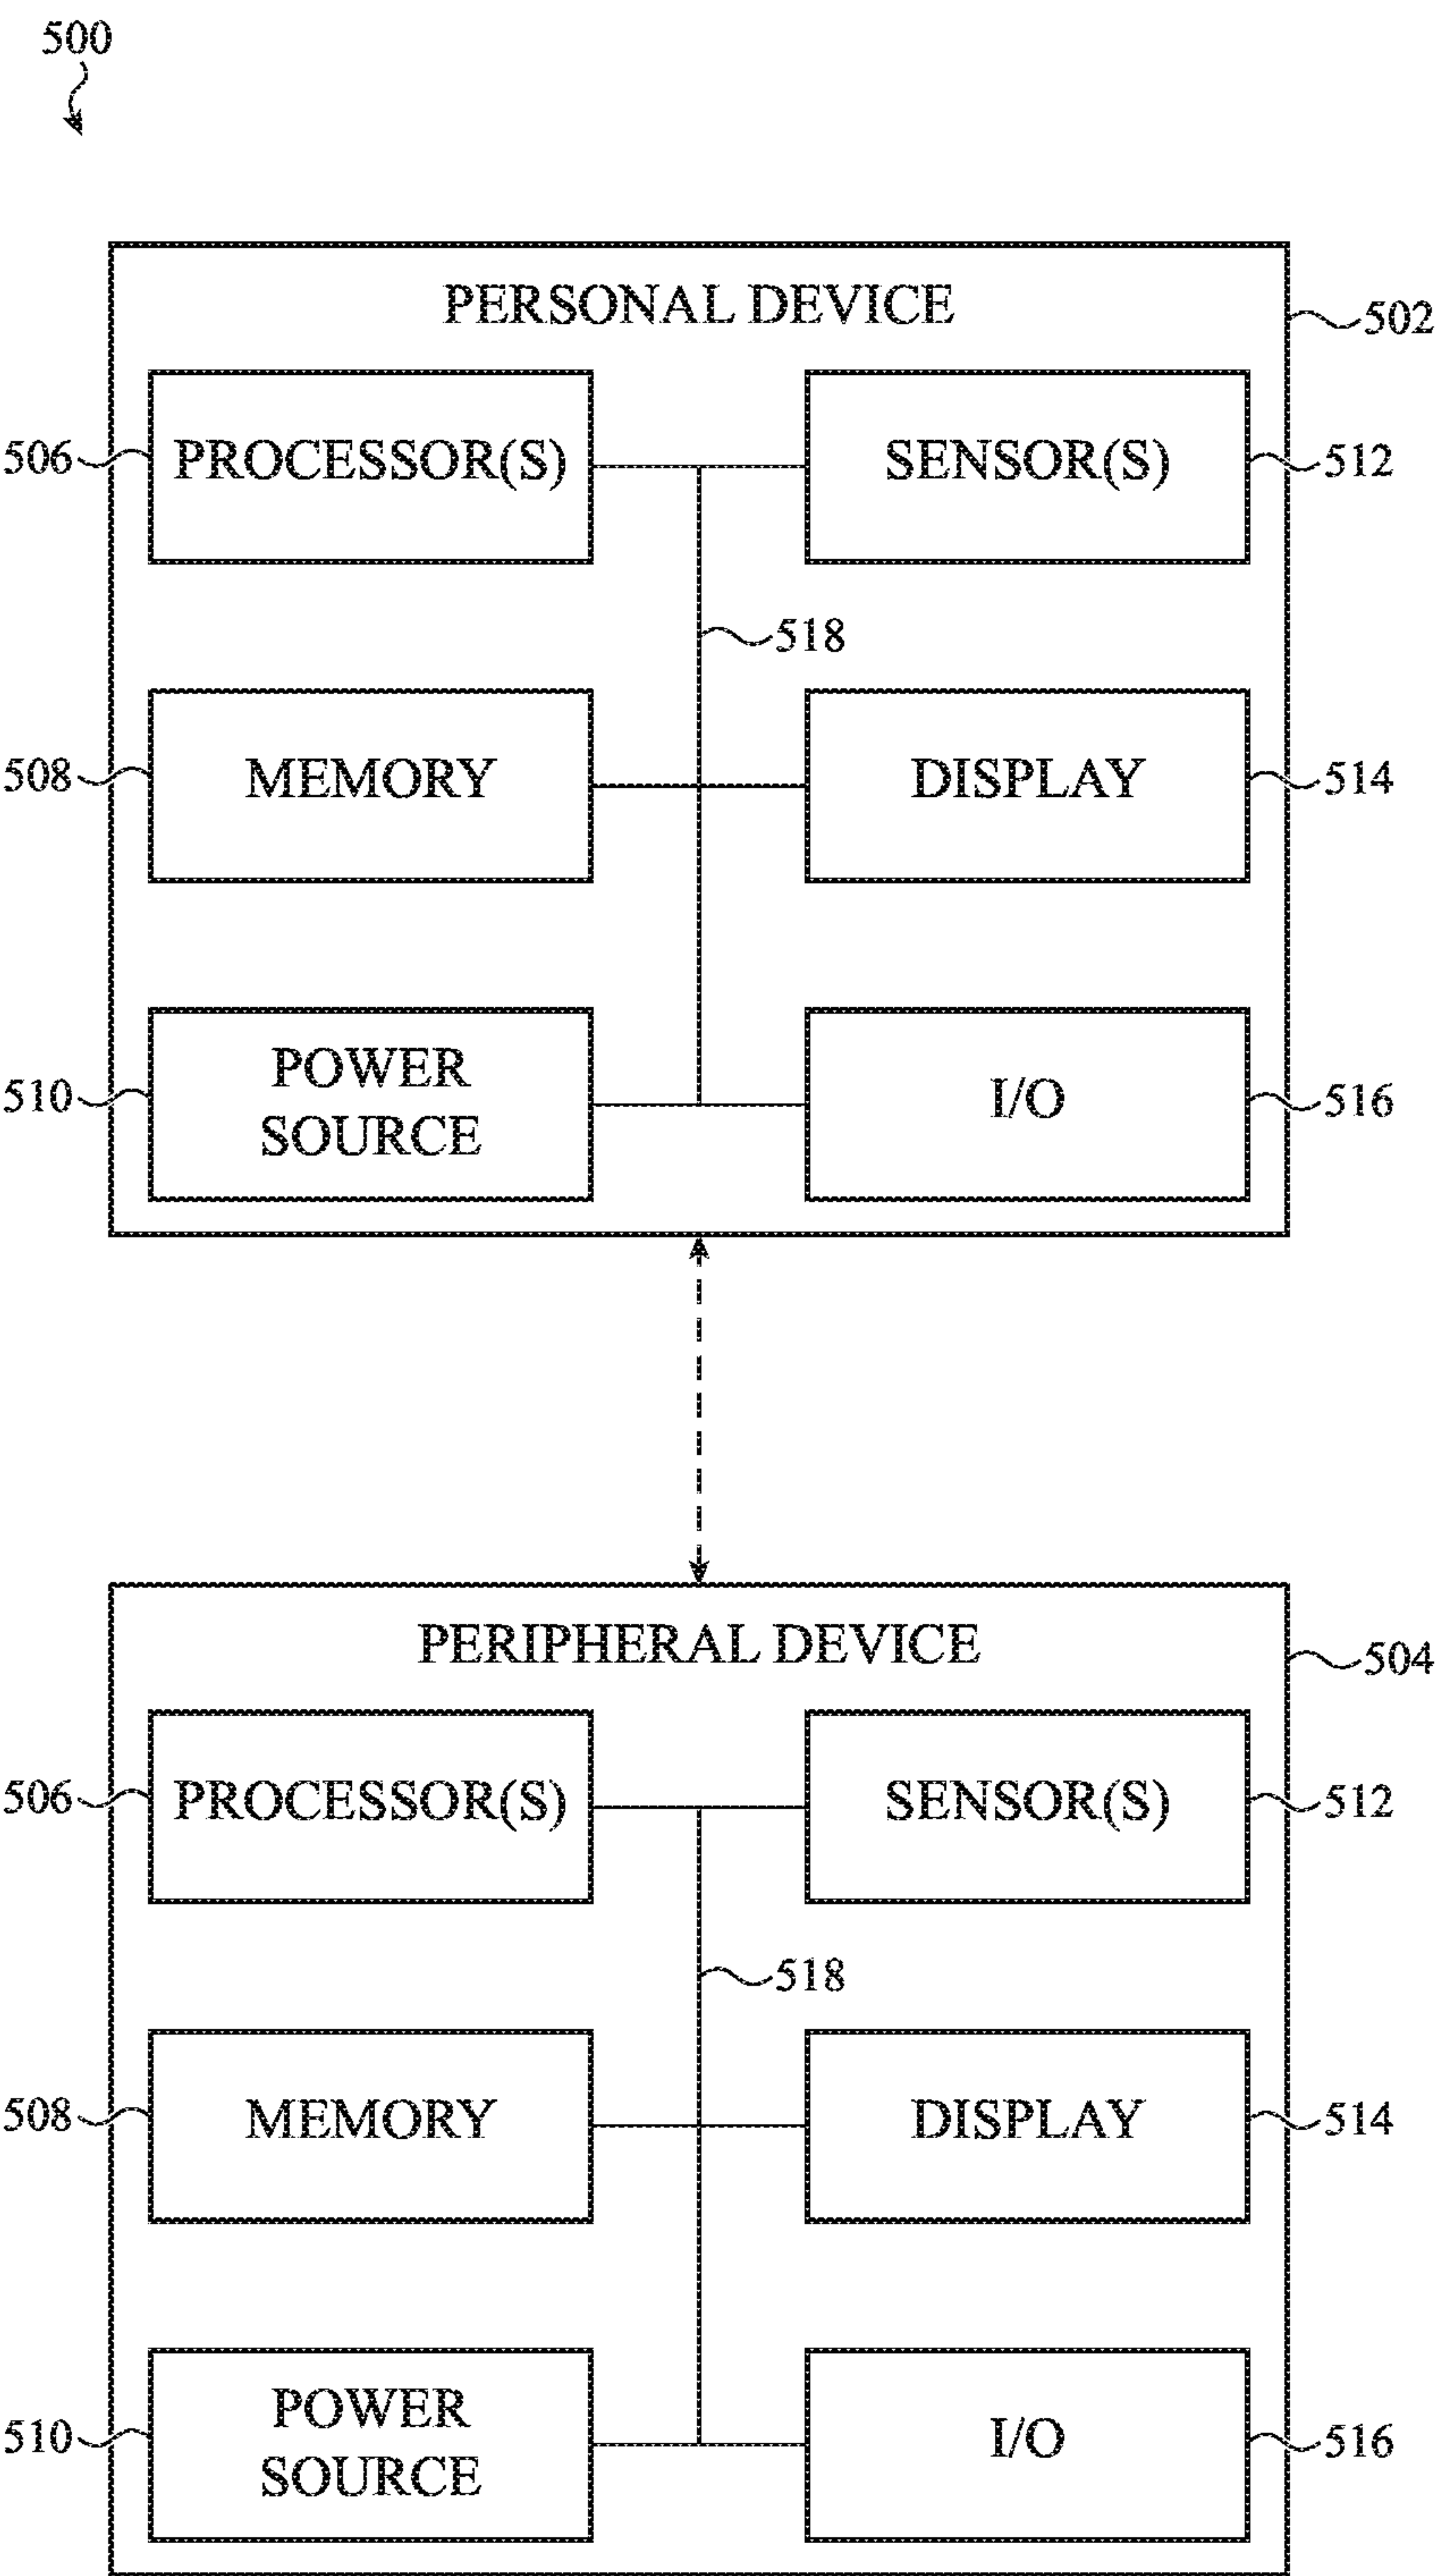 500
PERSONAL DEVICE
502
506
PROCESSOR(S)
SENSOR(S)
512
518
508
MEMORY
DISPLAY
514
510
POWER
SOURCE
I/O
516
PERIPHERAL DEVICE
504
506
PROCESSOR(S)
SENSOR(S)
512
518
508
MEMORY
DISPLAY
514
510
POWER
SOURCE
I/O
516